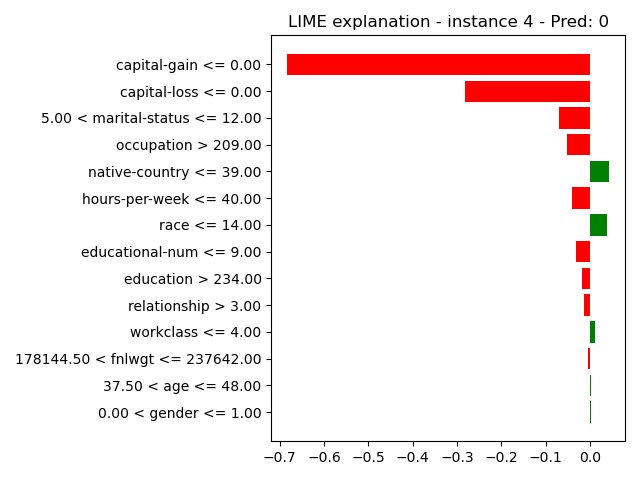 LIME explanation - instance 4 - Pred: 0
capital-gain <= 0.00
capital-loss <= 0.00
5.00 < marital-status <= 12.00
occupation > 209.00
native-country <= 39.00
hours-per-week <= 40.00
race <= 14.00
educational-num <= 9.00
education > 234.00
relationship > 3.00
workclass <= 4.00
178144.50 < fnlwgt <= 237642.00
37.50 < age <= 48.00
0.00 < gender <= 1.00
−0.7 −0.6 −0.5 −0.4 −0.3 −0.2 −0.1 0.0